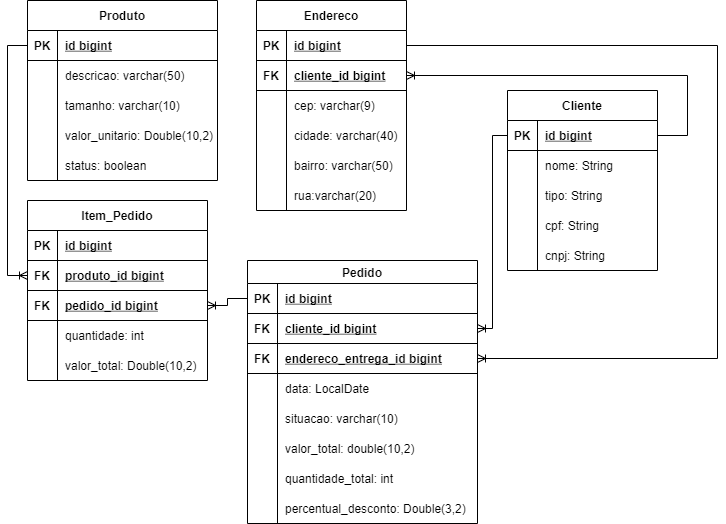 Produto
PK id bigint
descricao: varchar(50)
tamanho: varchar(10)
valor_unitario: Double(10,2)
status: boolean
Endereco
PK id bigint
FK cliente_id bigint
cep: varchar(9)
cidade: varchar(40)
bairro: varchar(50)
rua:varchar(20)
Cliente
PK id bigint
nome: String
tipo: String
cpf: String
cnpj: String
Item_Pedido
PK id bigint
FK produto_id bigint
FK pedido_id bigint
quantidade: int
valor_total: Double(10,2)
Pedido
PK id bigint
FK cliente_id bigint
FK endereco_entrega_id bigint
data: LocalDate
situacao: varchar(10)
valor_total: double(10,2)
quantidade_total: int
percentual_desconto: Double(3,2)